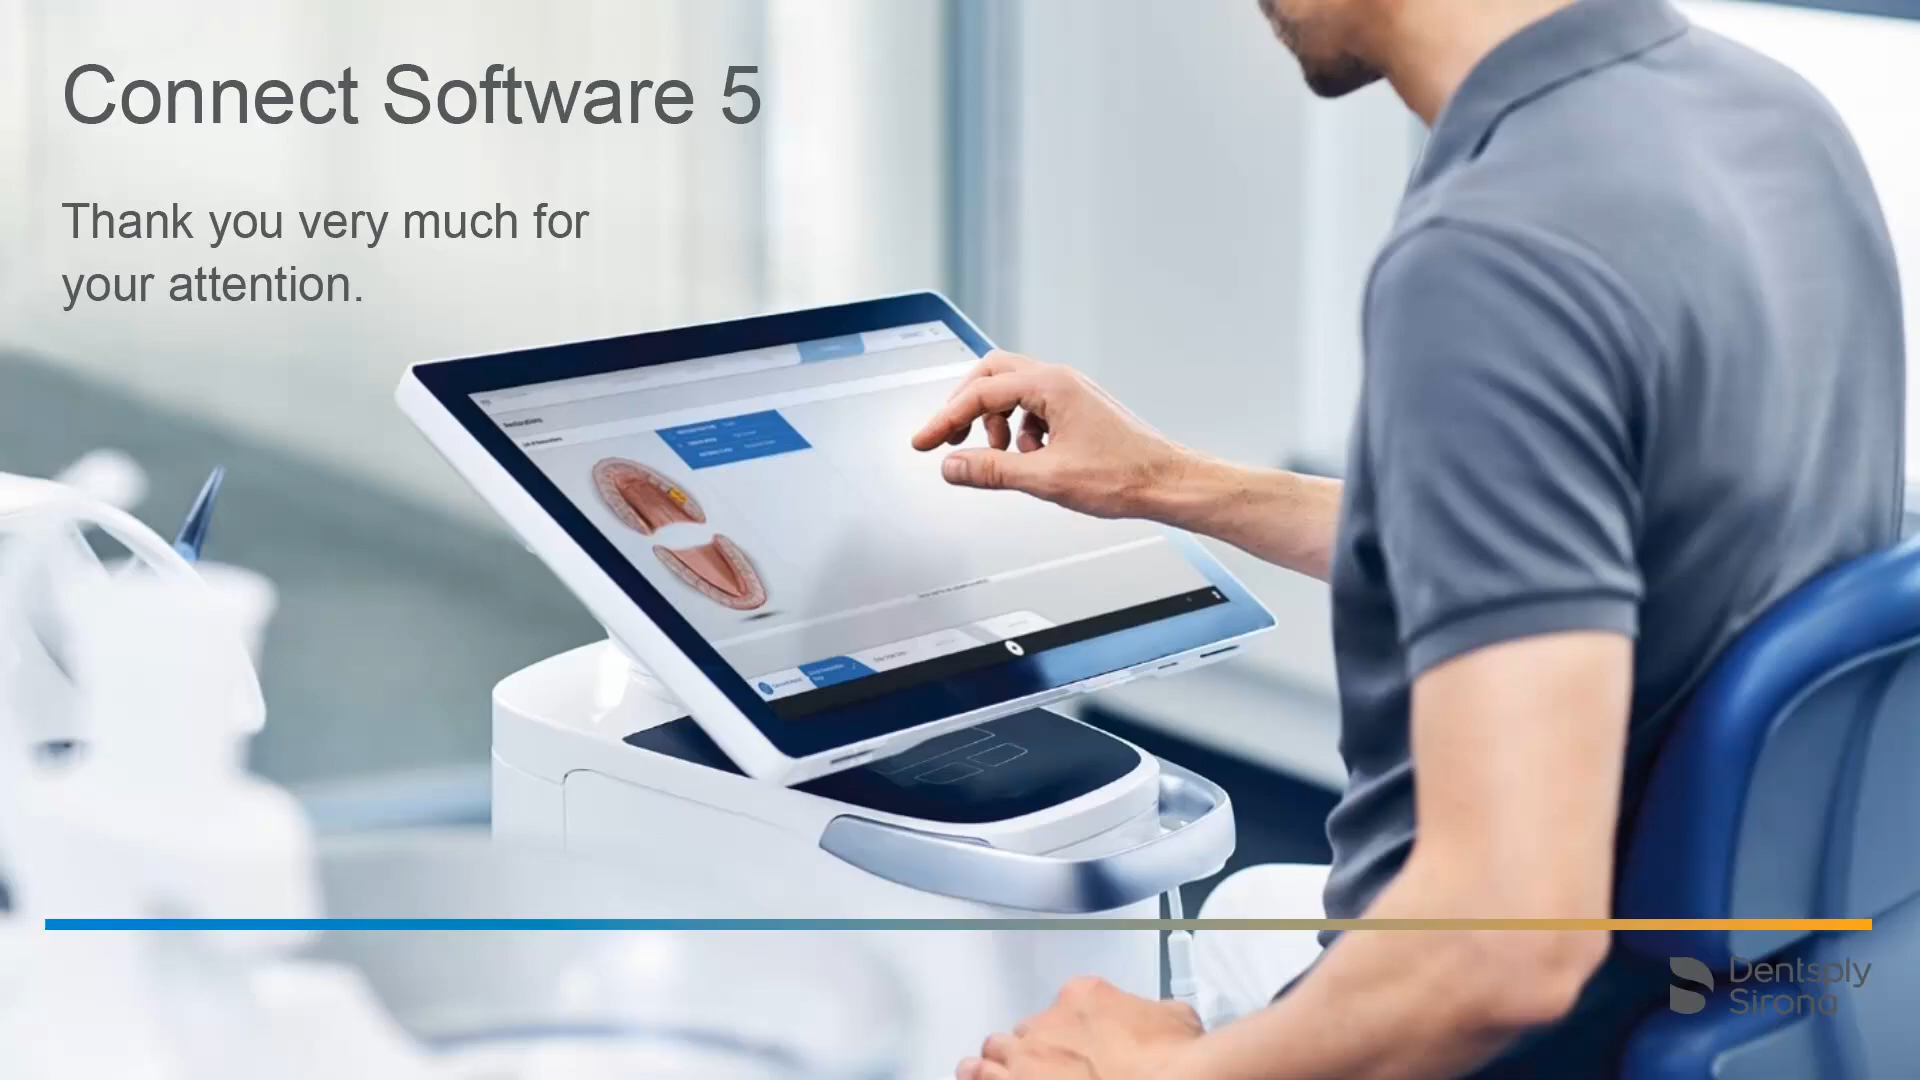 Connect Software 5
Thank you very much for
your attention.
Dentsply
Sirona